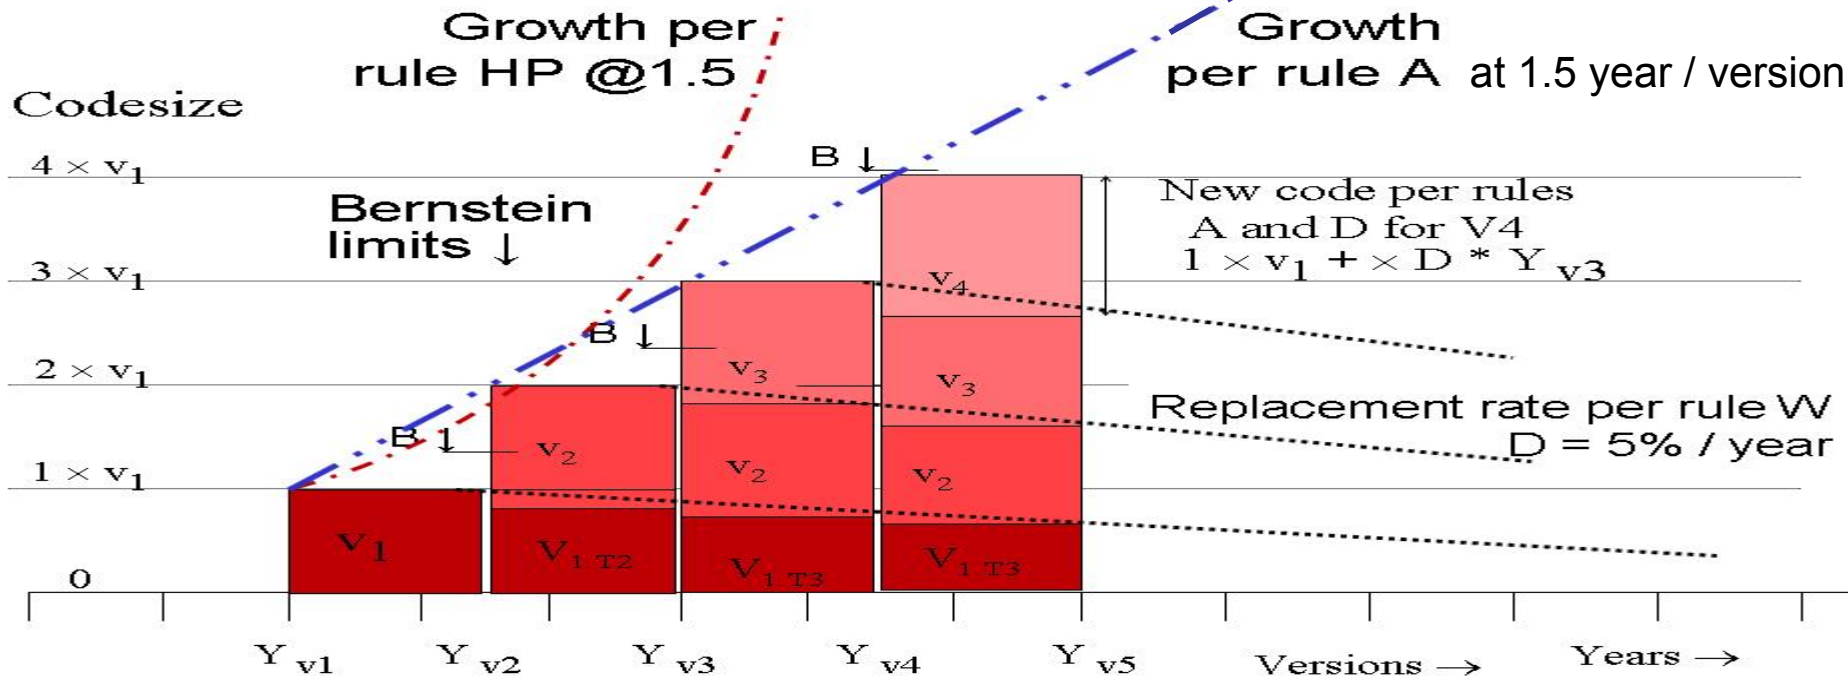 Growth per
rule HP @1.5
Growth
per rule A at 1.5 year / version
Codesize
4 × v₁
B ↓
Bernstein
limits ↓
New code per rules
A and D for V4
1 × v₁ + × D * Y v3
3 × v₁
v₄
B ↓
2 × v₁
v₃
v₃
Replacement rate per rule W
D = 5% / year
B ↓
v₂
v₂
v₂
1 × v₁
v₁
V₁ T2
V₁ T3
V₁ T3
0
Y v1
Y v2
Y v3
Y v4
Y v5
Versions →
Years →